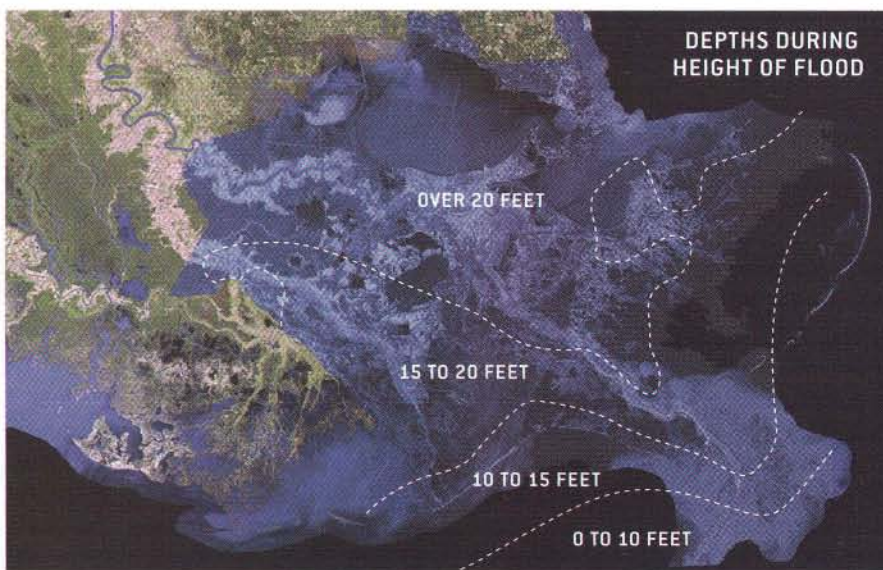 DEPTHS DURING
HEIGHT OF FLOOD
OVER 20 FEET
15 TO 20 FEET
10 TO 15 FEET
0 TO 10 FEET